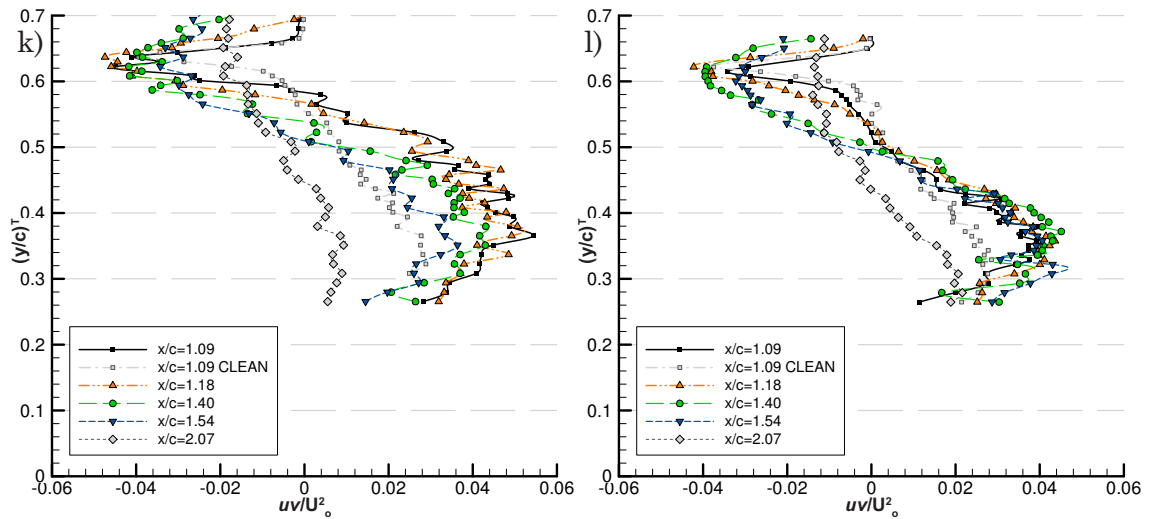 k)
0.7
0.6
0.5
0.4
0.3
0.2
0.1
0
(y/c)ᵀ
x/c=1.09
x/c=1.09 CLEAN
x/c=1.18
x/c=1.40
x/c=1.54
x/c=2.07
-0.06 -0.04 -0.02 0 0.02 0.04 0.06
uv/U²ₒ
l)
0.7
0.6
0.5
0.4
0.3
0.2
0.1
0
(y/c)ᵀ
x/c=1.09
x/c=1.09 CLEAN
x/c=1.18
x/c=1.40
x/c=1.54
x/c=2.07
-0.06 -0.04 -0.02 0 0.02 0.04 0.06
uv/U²ₒ